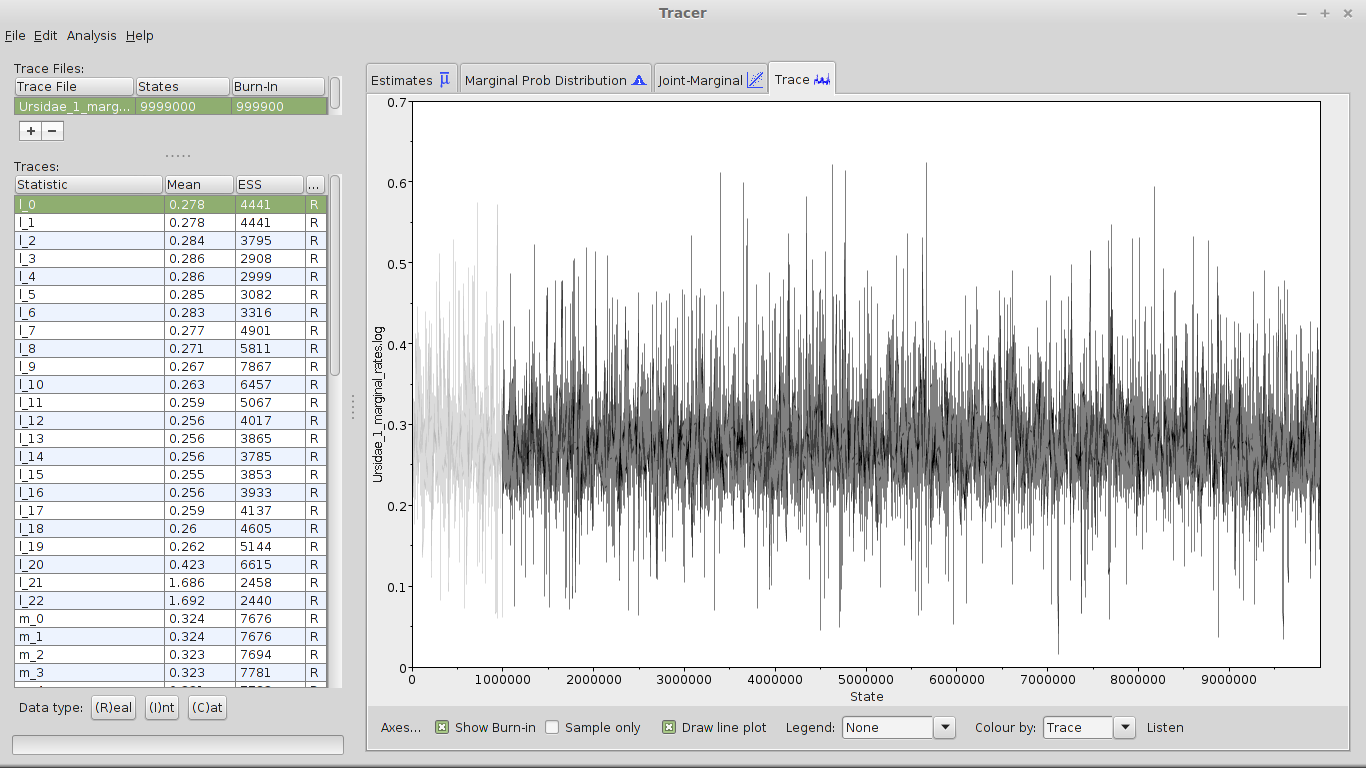 Tracer
File Edit Analysis Help
Trace Files:
Trace File States Burn-In
Ursidae_1_marg... 9999000 999900
+ −
Traces:
Statistic Mean ESS ...
l_0 0.278 4441 R
l_1 0.278 4441 R
l_2 0.284 3795 R
l_3 0.286 2908 R
l_4 0.286 2999 R
l_5 0.285 3082 R
l_6 0.283 3316 R
l_7 0.277 4901 R
l_8 0.271 5811 R
l_9 0.267 7867 R
l_10 0.263 6457 R
l_11 0.259 5067 R
l_12 0.256 4017 R
l_13 0.256 3865 R
l_14 0.256 3785 R
l_15 0.255 3853 R
l_16 0.256 3933 R
l_17 0.259 4137 R
l_18 0.26 4605 R
l_19 0.262 5144 R
l_20 0.423 6615 R
l_21 1.686 2458 R
l_22 1.692 2440 R
m_0 0.324 7676 R
m_1 0.324 7676 R
m_2 0.323 7694 R
m_3 0.323 7781 R
Data type: (R)eal (I)nt (C)at
Estimates Marginal Prob Distribution Joint-Marginal Trace
0.7
0.6
0.5
0.4
0.3
0.2
0.1
0
Ursidae_1_marginal_rates.log
0 1000000 2000000 3000000 4000000 5000000 6000000 7000000 8000000 9000000
State
Axes... Show Burn-in Sample only Draw line plot Legend: None Colour by: Trace Listen